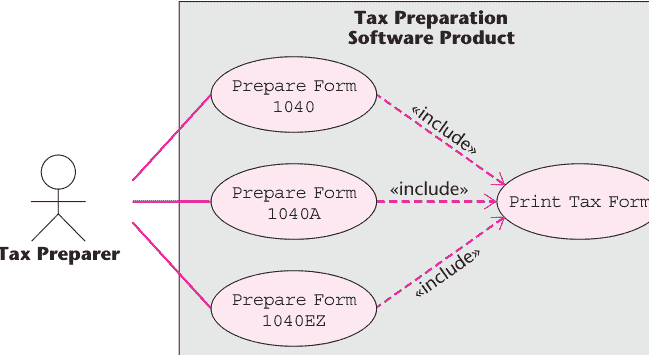 Tax Preparation
Software Product
Prepare Form
1040
«include»
Prepare Form
1040A
«include»
Print Tax Form
Tax Preparer
Prepare Form
1040EZ
«include»